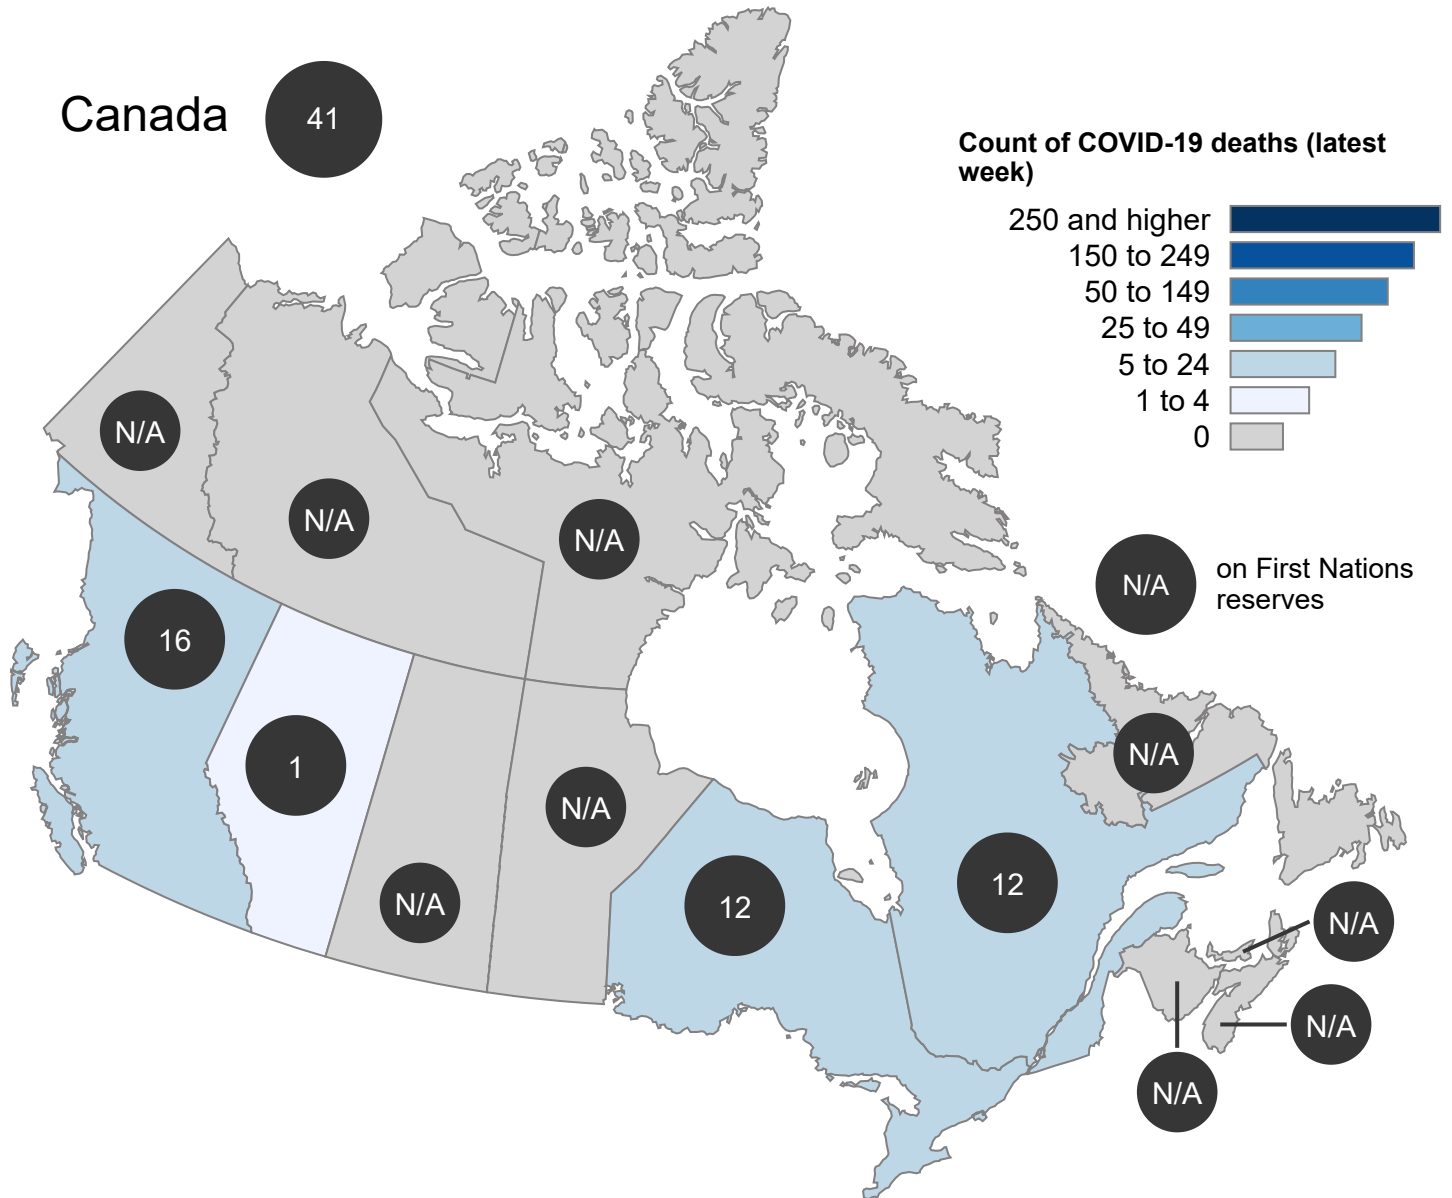 Canada
41
Count of COVID-19 deaths (latest
week)
250 and higher
150 to 249
50 to 149
25 to 49
5 to 24
1 to 4
0
N/A
N/A
N/A
N/A
on First Nations
reserves
16
1
N/A
N/A
N/A
12
12
N/A
N/A
N/A